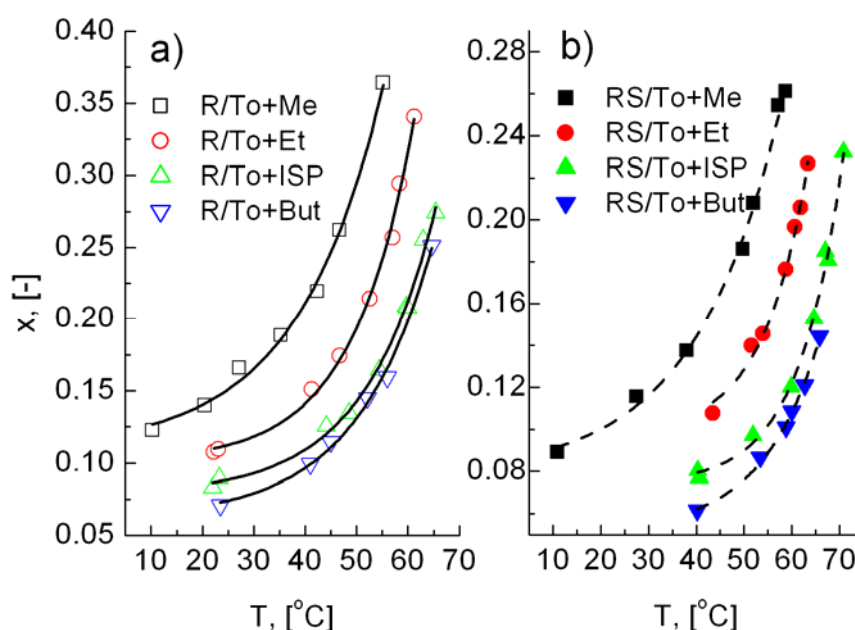 a)
R/To+Me
R/To+Et
R/To+ISP
R/To+But
0.40
0.35
0.30
0.25
0.20
0.15
0.10
0.05
x, [-]
10 20 30 40 50 60 70
T, [°C]
b)
RS/To+Me
RS/To+Et
RS/To+ISP
RS/To+But
0.28
0.24
0.20
0.16
0.12
0.08
10 20 30 40 50 60 70
T, [°C]